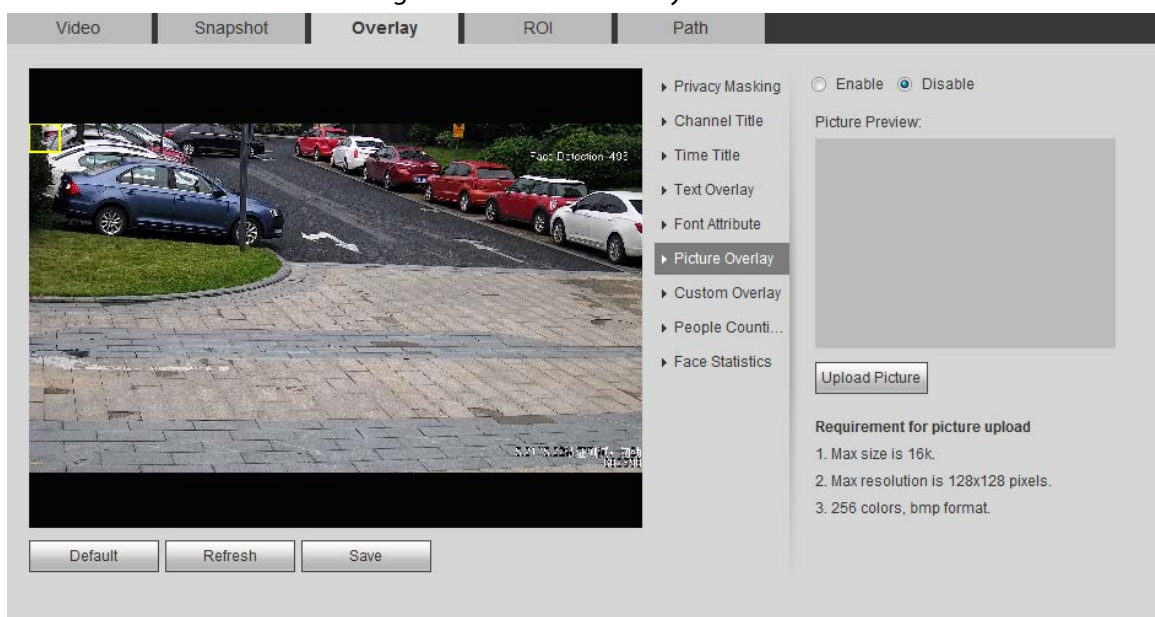 Video Snapshot Overlay ROI Path
Privacy Masking
Channel Title
Time Title
Text Overlay
Font Attribute
Picture Overlay
Custom Overlay
People Counti...
Face Statistics
Enable Disable
Picture Preview:
Face Detection
Upload Picture
Requirement for picture upload
1. Max size is 16k.
2. Max resolution is 128x128 pixels.
3. 256 colors, bmp format.
Default Refresh Save